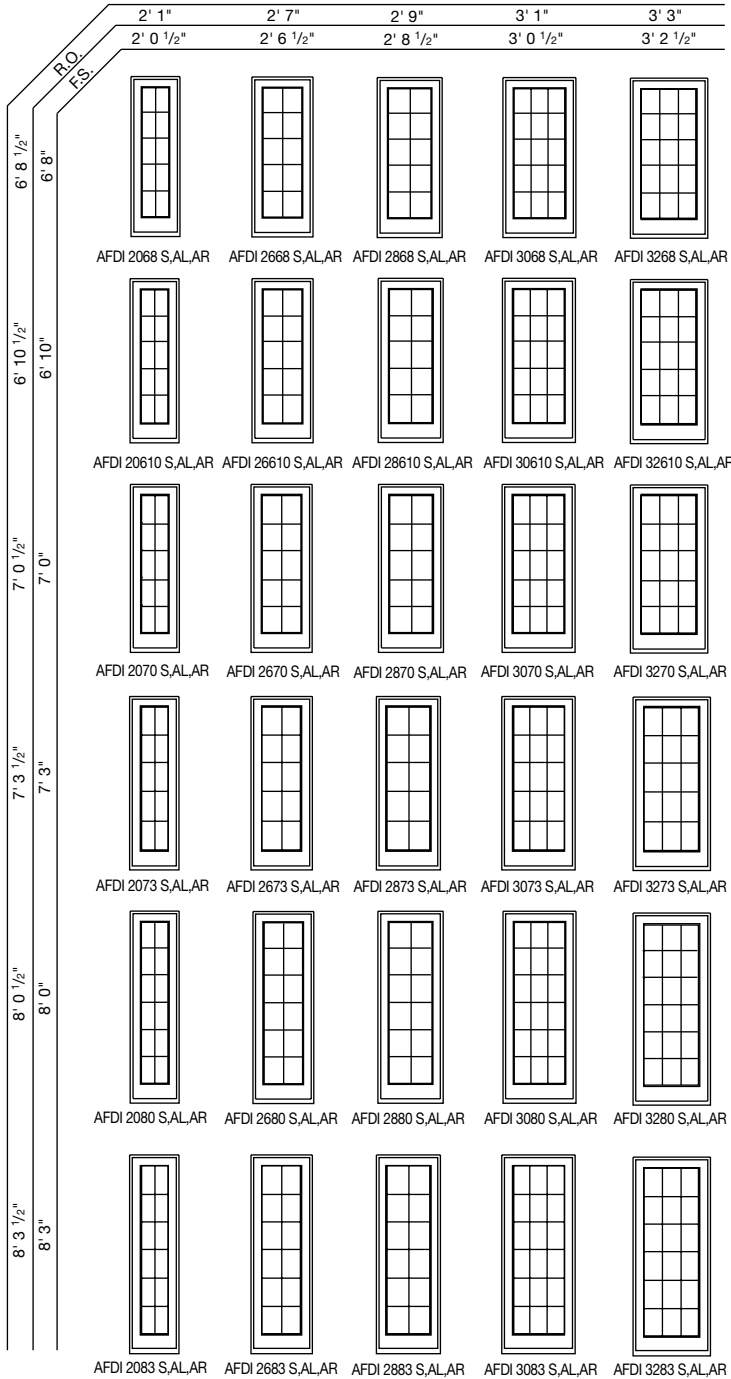 2' 1" 2' 7" 2' 9" 3' 1" 3' 3"
2' 0 1/2" 2' 6 1/2" 2' 8 1/2" 3' 0 1/2" 3' 2 1/2"
R.O.
F.S.
6' 8 1/2" 6' 8"
AFDI 2068 S,AL,AR AFDI 2668 S,AL,AR AFDI 2868 S,AL,AR AFDI 3068 S,AL,AR AFDI 3268 S,AL,AR
6' 10 1/2" 6' 10"
AFDI 20610 S,AL,AR AFDI 26610 S,AL,AR AFDI 28610 S,AL,AR AFDI 30610 S,AL,AR AFDI 32610 S,AL,AR
7' 0 1/2" 7' 0"
AFDI 2070 S,AL,AR AFDI 2670 S,AL,AR AFDI 2870 S,AL,AR AFDI 3070 S,AL,AR AFDI 3270 S,AL,AR
7' 3 1/2" 7' 3"
AFDI 2073 S,AL,AR AFDI 2673 S,AL,AR AFDI 2873 S,AL,AR AFDI 3073 S,AL,AR AFDI 3273 S,AL,AR
8' 0 1/2" 8' 0"
AFDI 2080 S,AL,AR AFDI 2680 S,AL,AR AFDI 2880 S,AL,AR AFDI 3080 S,AL,AR AFDI 3280 S,AL,AR
8' 3 1/2" 8' 3"
AFDI 2083 S,AL,AR AFDI 2683 S,AL,AR AFDI 2883 S,AL,AR AFDI 3083 S,AL,AR AFDI 3283 S,AL,AR